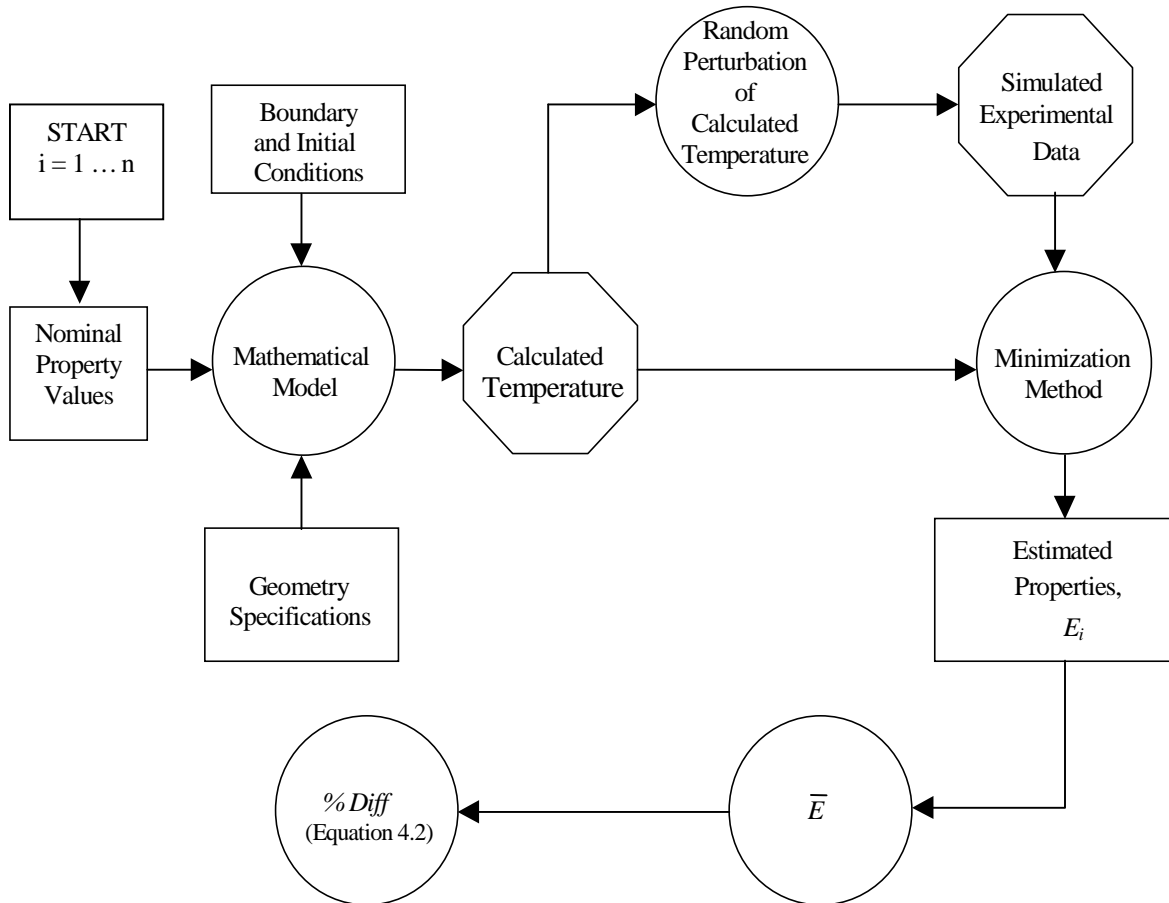 START
i = 1 … n
Boundary
and Initial
Conditions
Random
Perturbation
of
Calculated
Temperature
Simulated
Experimental
Data
Nominal
Property
Values
Mathematical
Model
Calculated
Temperature
Minimization
Method
Geometry
Specifications
Estimated
Properties,
Eᵢ
% Diff
(Equation 4.2)
E̅